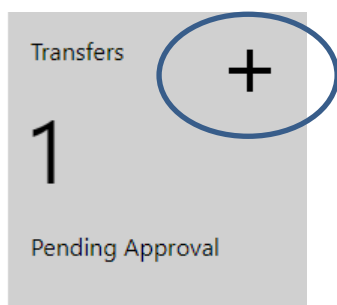 Transfers +
1
Pending Approval